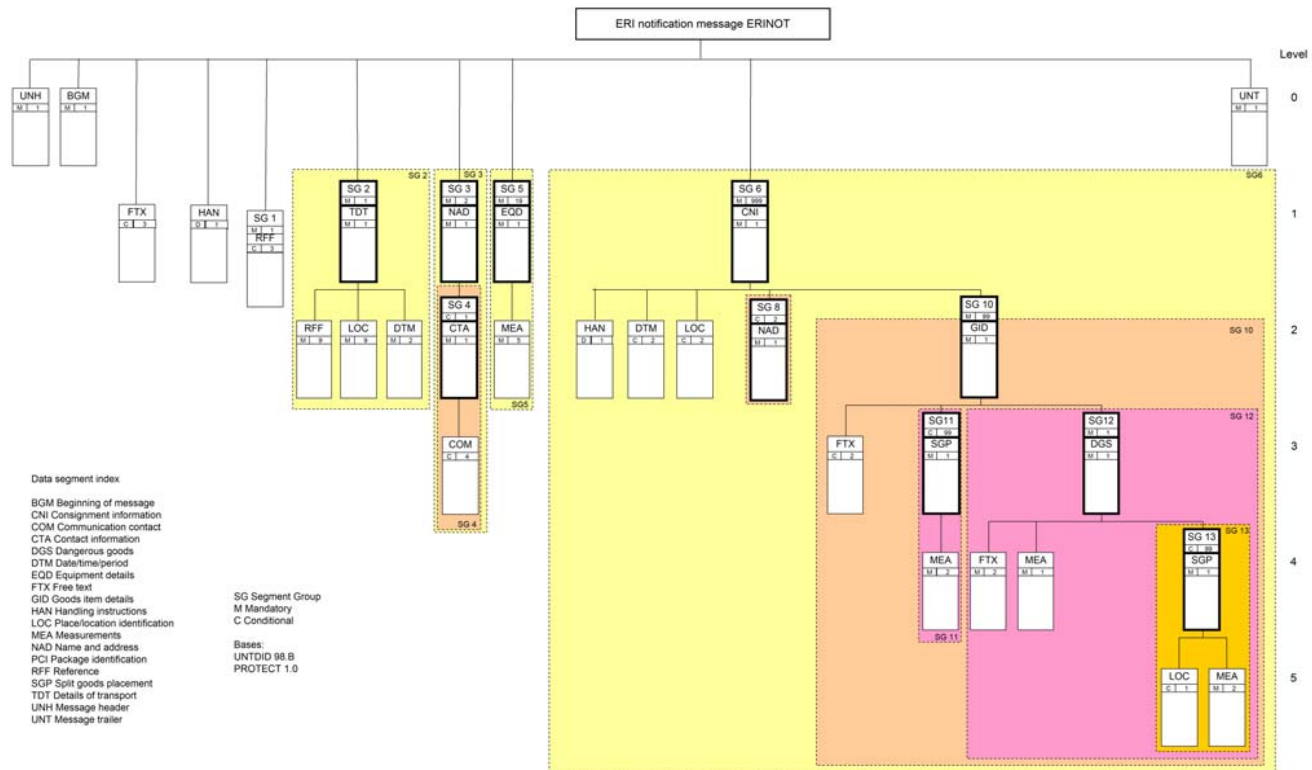 ERI notification message ERINOT
Level
UNH
M 1
BGM
M 1
UNT
M 1
0
SG 2
SG 3
SG6
FTX
C 3
HAN
D 1
SG 1
M 1
RFF
C 3
SG 2
M 1
TDT
M 1
SG 3
M 2
NAD
M 1
SG 5
M 19
EQD
M 1
SG 6
M 999
CNI
M 1
1
RFF
M 9
LOC
M 9
DTM
M 2
SG 4
C 1
CTA
M 1
MEA
M 5
HAN
D 1
DTM
C 2
LOC
C 2
SG 8
C 2
NAD
M 1
SG 10
M 99
GID
M 1
SG 10
2
SG5
COM
C 4
SG 4
FTX
C 2
SG11
C 99
SGP
M 1
SG12
M 1
DGS
M 1
SG 12
3
MEA
M 2
SG 11
FTX
M 2
MEA
M 1
SG 13
C 99
SGP
M 1
SG 13
4
LOC
C 1
MEA
M 2
5
Data segment index
BGM Beginning of message
CNI Consignment information
COM Communication contact
CTA Contact information
DGS Dangerous goods
DTM Date/time/period
EQD Equipment details
FTX Free text
GID Goods item details
HAN Handling instructions
LOC Place/location identification
MEA Measurements
NAD Name and address
PCI Package identification
RFF Reference
SGP Split goods placement
TDT Details of transport
UNH Message header
UNT Message trailer
SG Segment Group
M Mandatory
C Conditional
Bases:
UNTDID 98.B
PROTECT 1.0